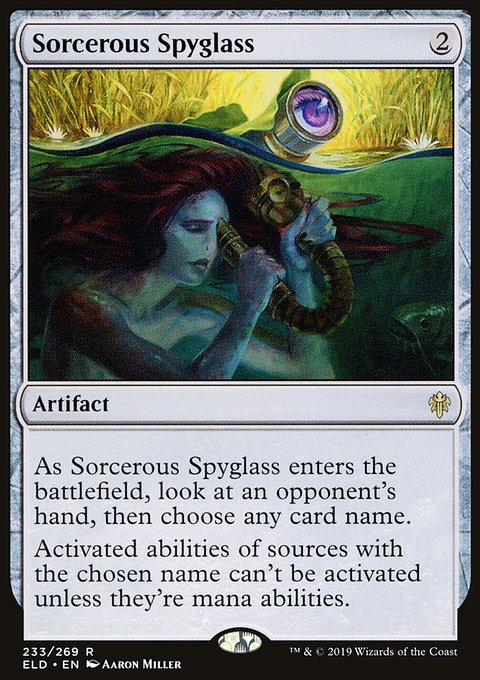 Sorcerous Spyglass 2
Artifact
As Sorcerous Spyglass enters the
battlefield, look at an opponent's
hand, then choose any card name.
Activated abilities of sources with
the chosen name can't be activated
unless they're mana abilities.
233/269 R
ELD • EN Aaron Miller
™ & © 2019 Wizards of the Coast